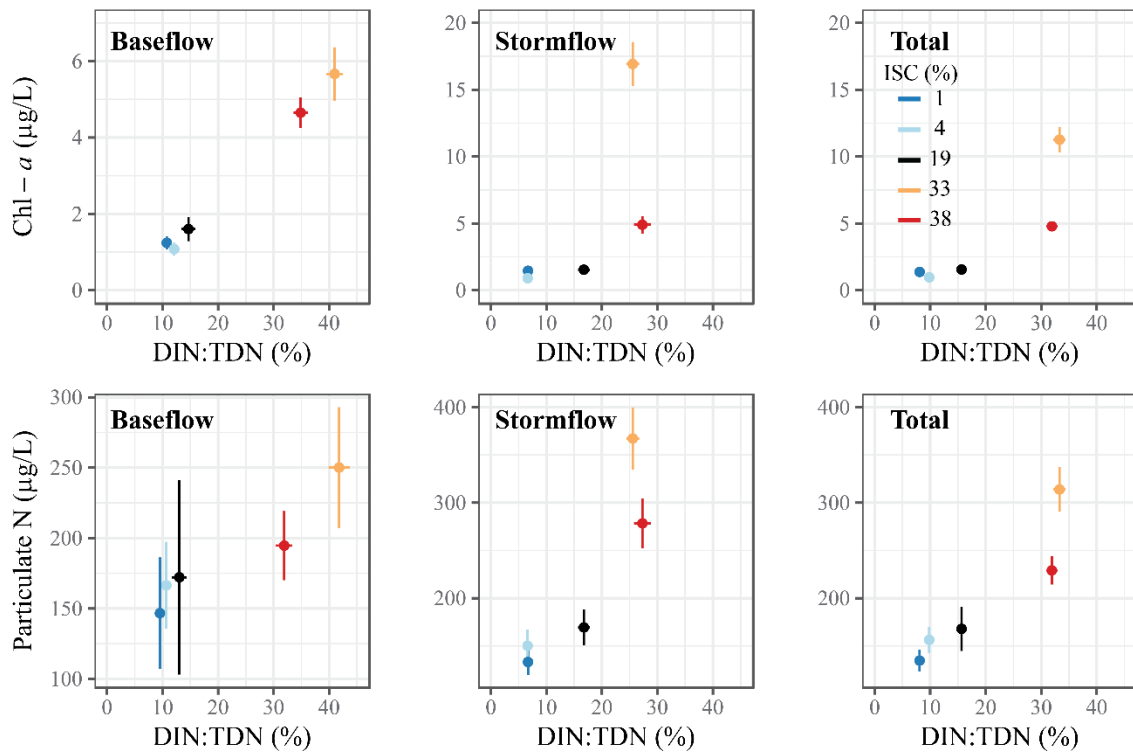 Baseflow
Stormflow
Total
ISC (%)
1
4
19
33
38
Chl – a (µg/L)
0
2
4
6
0
5
10
15
20
0
5
10
15
20
0 10 20 30 40
0 10 20 30 40
0 10 20 30 40
DIN:TDN (%)
DIN:TDN (%)
DIN:TDN (%)
Baseflow
Stormflow
Total
Particulate N (µg/L)
300
250
200
150
100
400
300
200
400
300
200
0 10 20 30 40
0 10 20 30 40
0 10 20 30 40
DIN:TDN (%)
DIN:TDN (%)
DIN:TDN (%)